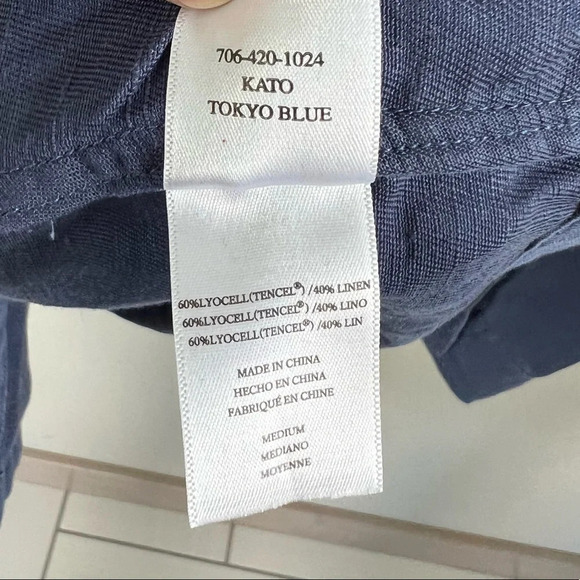 706-420-1024
KATO
TOKYO BLUE
60%LYOCELL(TENCEL®) /40% LINEN
60%LYOCELL(TENCEL®) /40% LINO
60%LYOCELL(TENCEL®) /40% LIN
MADE IN CHINA
HECHO EN CHINA
FABRIQUÉ EN CHINE
MEDIUM
MEDIANO
MOYENNE